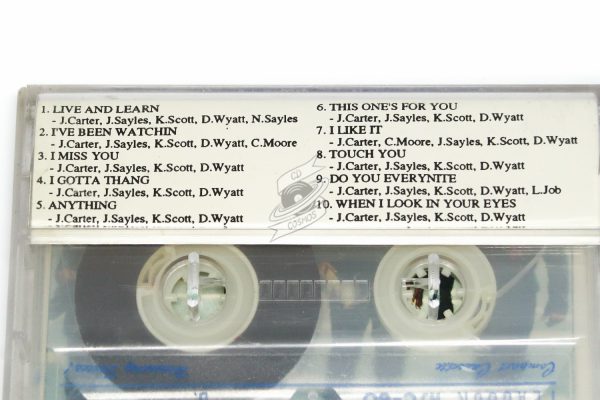 1. LIVE AND LEARN
- J.Carter, J.Sayles, K.Scott, D.Wyatt, N.Sayles
2. I'VE BEEN WATCHIN
- J.Carter, J.Sayles, K.Scott, D.Wyatt, C.Moore
3. I MISS YOU
- J.Carter, J.Sayles, K.Scott, D.Wyatt
4. I GOTTA THANG
- J.Carter, J.Sayles, K.Scott, D.Wyatt
5. ANYTHING
- J.Carter, J.Sayles, K.Scott, D.Wyatt
6. THIS ONE'S FOR YOU
- J.Carter, J.Sayles, K.Scott, D.Wyatt
7. I LIKE IT
- J.Carter, C.Moore, J.Sayles, K.Scott, D.Wyatt
8. TOUCH YOU
- J.Carter, J.Sayles, K.Scott, D.Wyatt
9. DO YOU EVERYNITE
- J.Carter, J.Sayles, K.Scott, D.Wyatt, L.Job
10. WHEN I LOOK IN YOUR EYES
- J.Carter, J.Sayles, K.Scott, D.Wyatt
CD
COSMOS
Compact Cassette